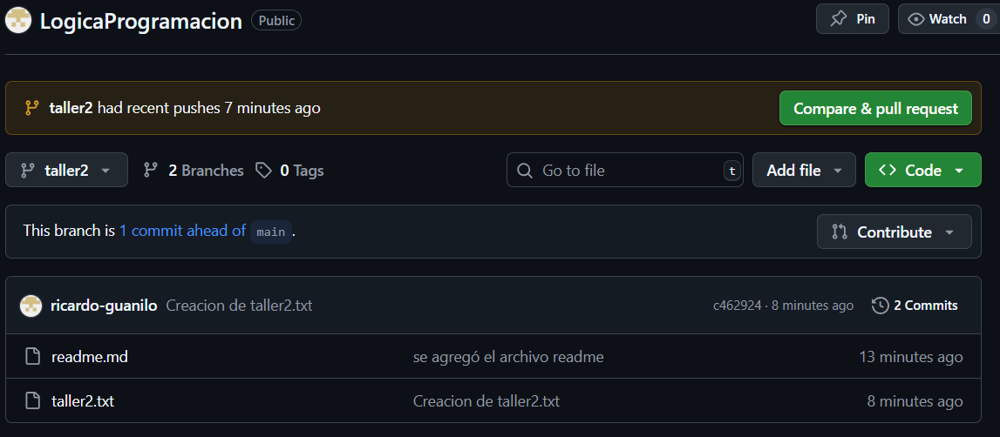 LogicaProgramacion Public Pin Watch 0
taller2 had recent pushes 7 minutes ago Compare & pull request
taller2 2 Branches 0 Tags Go to file t Add file Code
This branch is 1 commit ahead of main. Contribute
ricardo-guanilo Creacion de taller2.txt c462924 · 8 minutes ago 2 Commits
readme.md se agregó el archivo readme 13 minutes ago
taller2.txt Creacion de taller2.txt 8 minutes ago